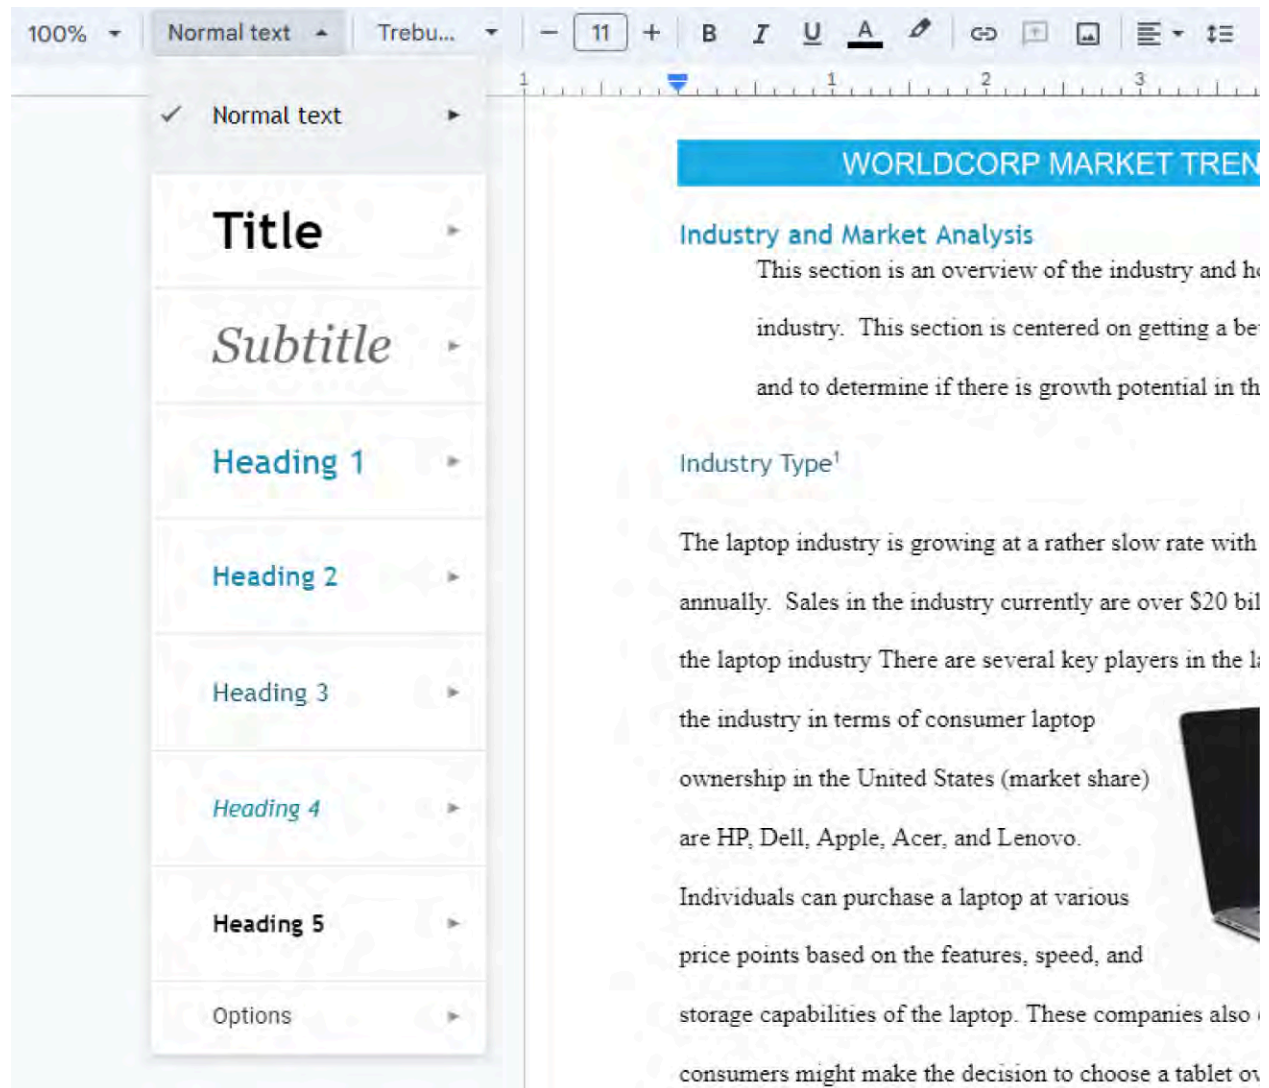 100% Normal text Trebu... − 11 + B I U A
1 1 2 3
Normal text
Title
Subtitle
Heading 1
Heading 2
Heading 3
Heading 4
Heading 5
Options
WORLDCORP MARKET TREN
Industry and Market Analysis
This section is an overview of the industry and h
industry.  This section is centered on getting a be
and to determine if there is growth potential in th
Industry Type¹
The laptop industry is growing at a rather slow rate with
annually.  Sales in the industry currently are over $20 bil
the laptop industry There are several key players in the l
the industry in terms of consumer laptop
ownership in the United States (market share)
are HP, Dell, Apple, Acer, and Lenovo.
Individuals can purchase a laptop at various
price points based on the features, speed, and
storage capabilities of the laptop. These companies also
consumers might make the decision to choose a tablet ov